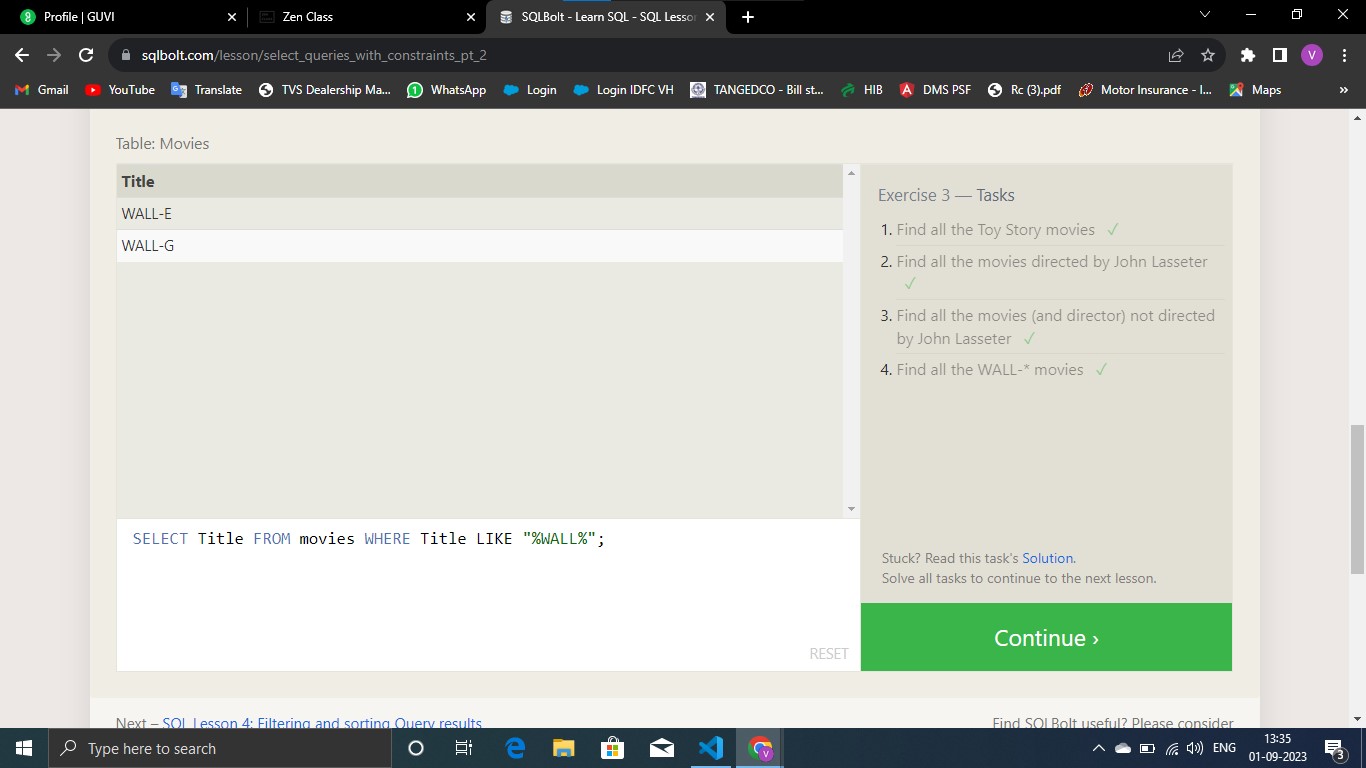 Profile | GUVI
Zen Class
SQLBolt - Learn SQL - SQL Lesson
sqlbolt.com/lesson/select_queries_with_constraints_pt_2
V
Gmail
YouTube
Translate
TVS Dealership Ma...
WhatsApp
Login
Login IDFC VH
TANGEDCO - Bill st...
HIB
DMS PSF
Rc (3).pdf
Motor Insurance - I...
Maps
»
Table: Movies
Title
WALL-E
WALL-G
Exercise 3 — Tasks
1. Find all the Toy Story movies ✓
2. Find all the movies directed by John Lasseter
✓
3. Find all the movies (and director) not directed
by John Lasseter ✓
4. Find all the WALL-* movies ✓
SELECT Title FROM movies WHERE Title LIKE "%WALL%";
RESET
Stuck? Read this task's Solution.
Solve all tasks to continue to the next lesson.
Continue ›
Next – SQL Lesson 4: Filtering and sorting Query results
Find SQLBolt useful? Please consider
Type here to search
V
ENG
13:35
01-09-2023
3